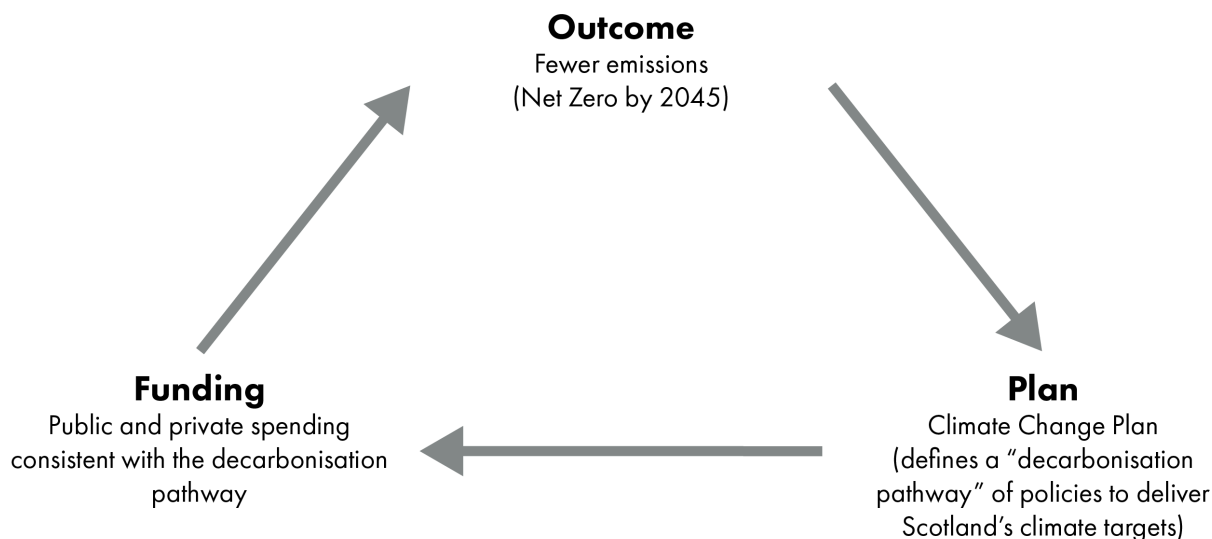 Outcome
Fewer emissions
(Net Zero by 2045)
Funding
Public and private spending
consistent with the decarbonisation
pathway
Plan
Climate Change Plan
(defines a “decarbonisation
pathway” of policies to deliver
Scotland’s climate targets)